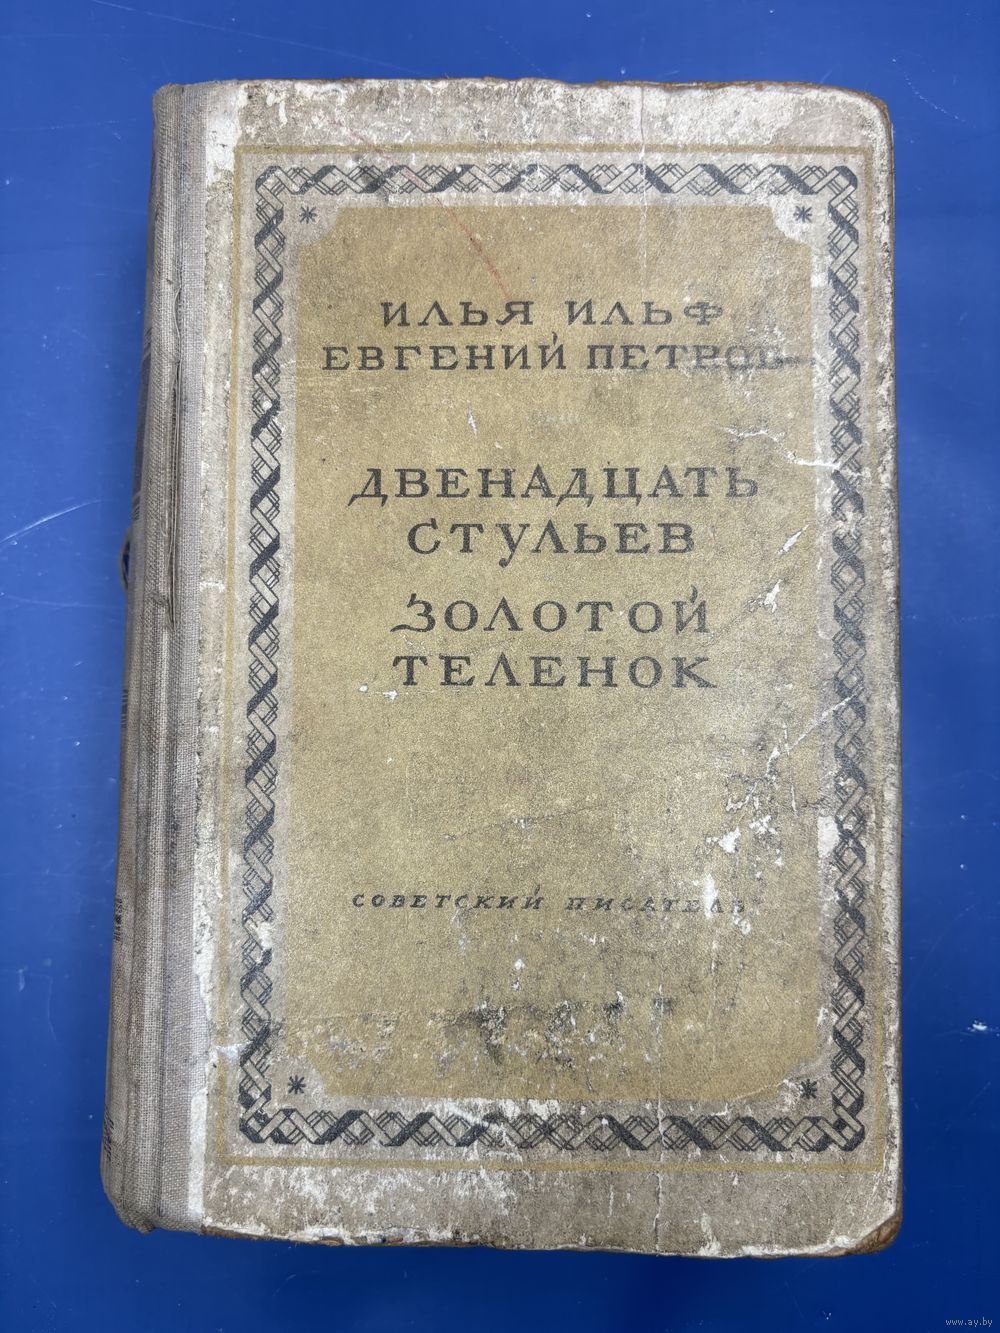 ИЛЬЯ ИЛЬФ
ЕВГЕНИЙ ПЕТРОВ
ДВЕНАДЦАТЬ
СТУЛЬЕВ
ЗОЛОТОЙ
ТЕЛЕНОК
СОВЕТСКИЙ ПИСАТЕЛЬ
www.ay.by